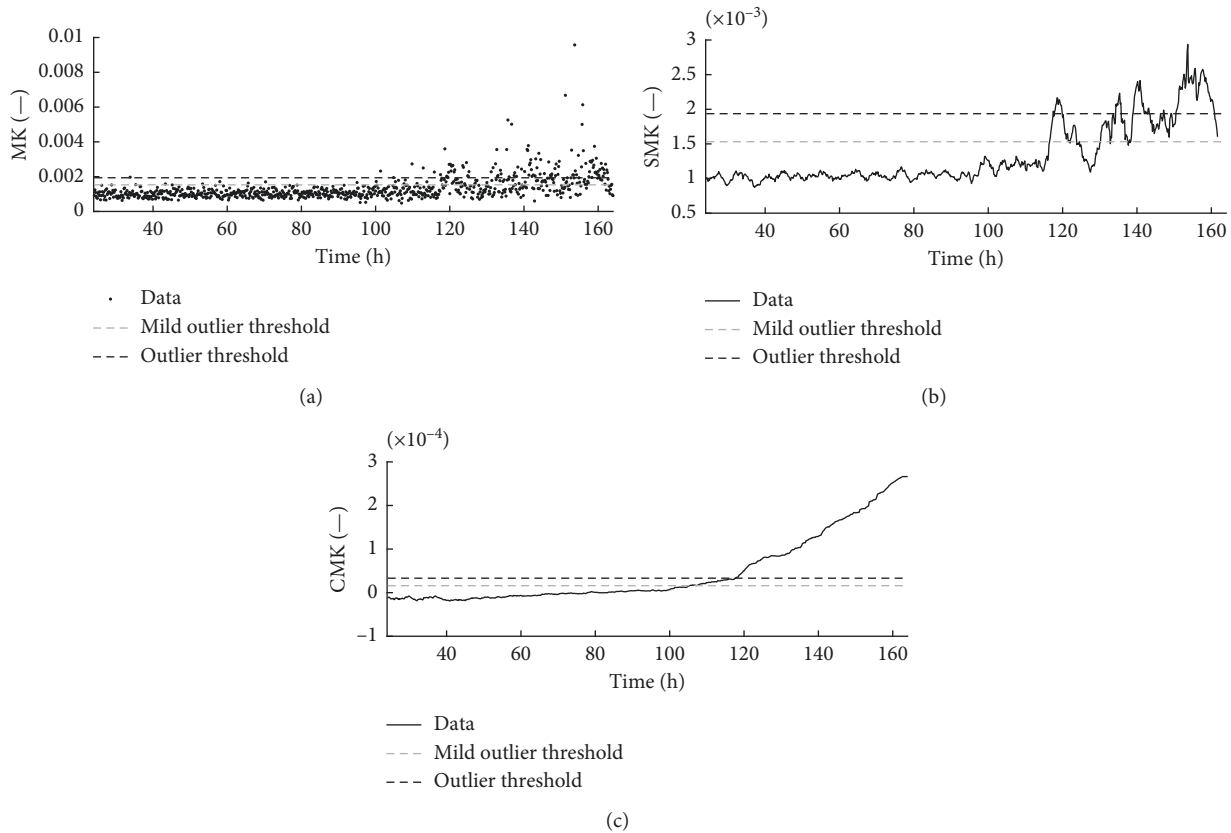 0.01
0.008
0.006
0.004
0.002
0
MK (—)
40 60 80 100 120 140 160
Time (h)
Data
Mild outlier threshold
Outlier threshold
(a)
(×10⁻³)
3
2.5
2
1.5
1
0.5
SMK (—)
40 60 80 100 120 140 160
Time (h)
Data
Mild outlier threshold
Outlier threshold
(b)
(×10⁻⁴)
3
2
1
0
–1
CMK (—)
40 60 80 100 120 140 160
Time (h)
Data
Mild outlier threshold
Outlier threshold
(c)